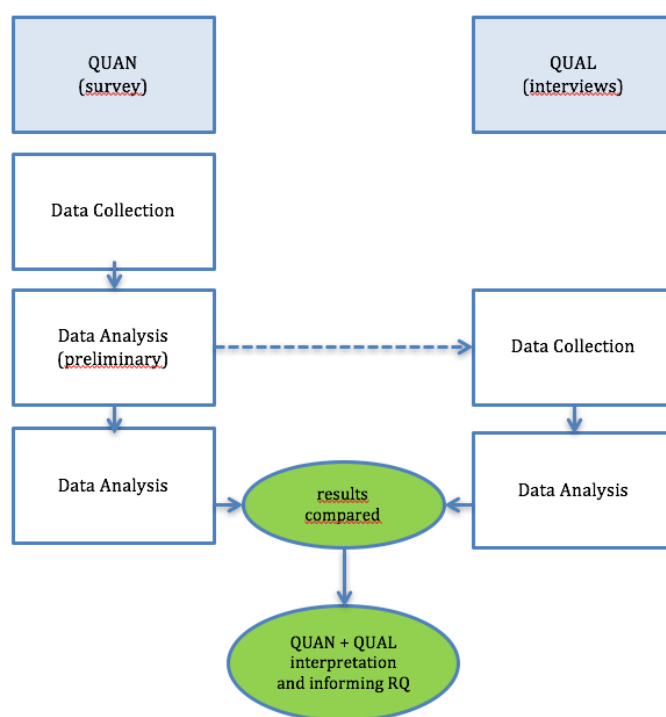 QUAN
(survey)
QUAL
(interviews)
Data Collection
Data Analysis
(preliminary)
Data Collection
Data Analysis
results
compared
Data Analysis
QUAN + QUAL
interpretation
and informing RQ